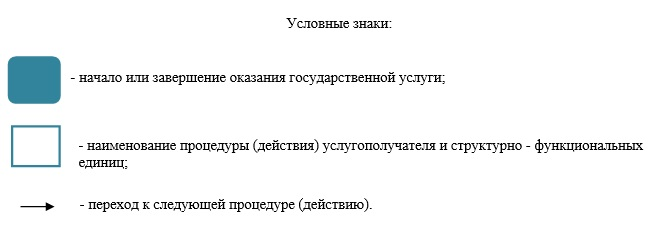 Условные знаки:
- начало или завершение оказания государственной услуги;
- наименование процедуры (действия) услугополучателя и структурно - функциональных
единиц;
- переход к следующей процедуре (действию).